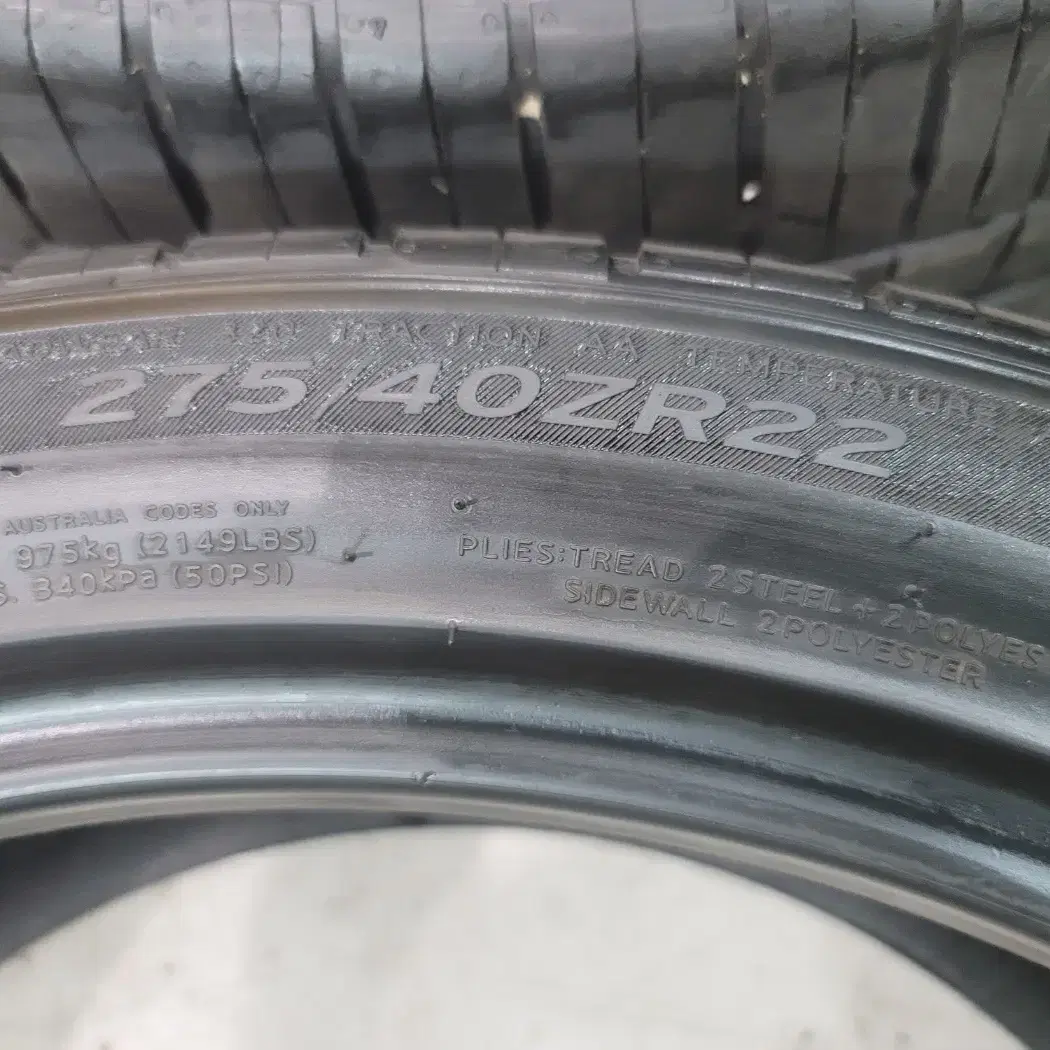 TRACTION AA TEMPERATURE
275/40ZR22
AUSTRALIA CODES ONLY
975kg (2149LBS)
340kPa (50PSI)
PLIES:TREAD 2STEEL + 2POLYES
SIDEWALL 2POLYESTER